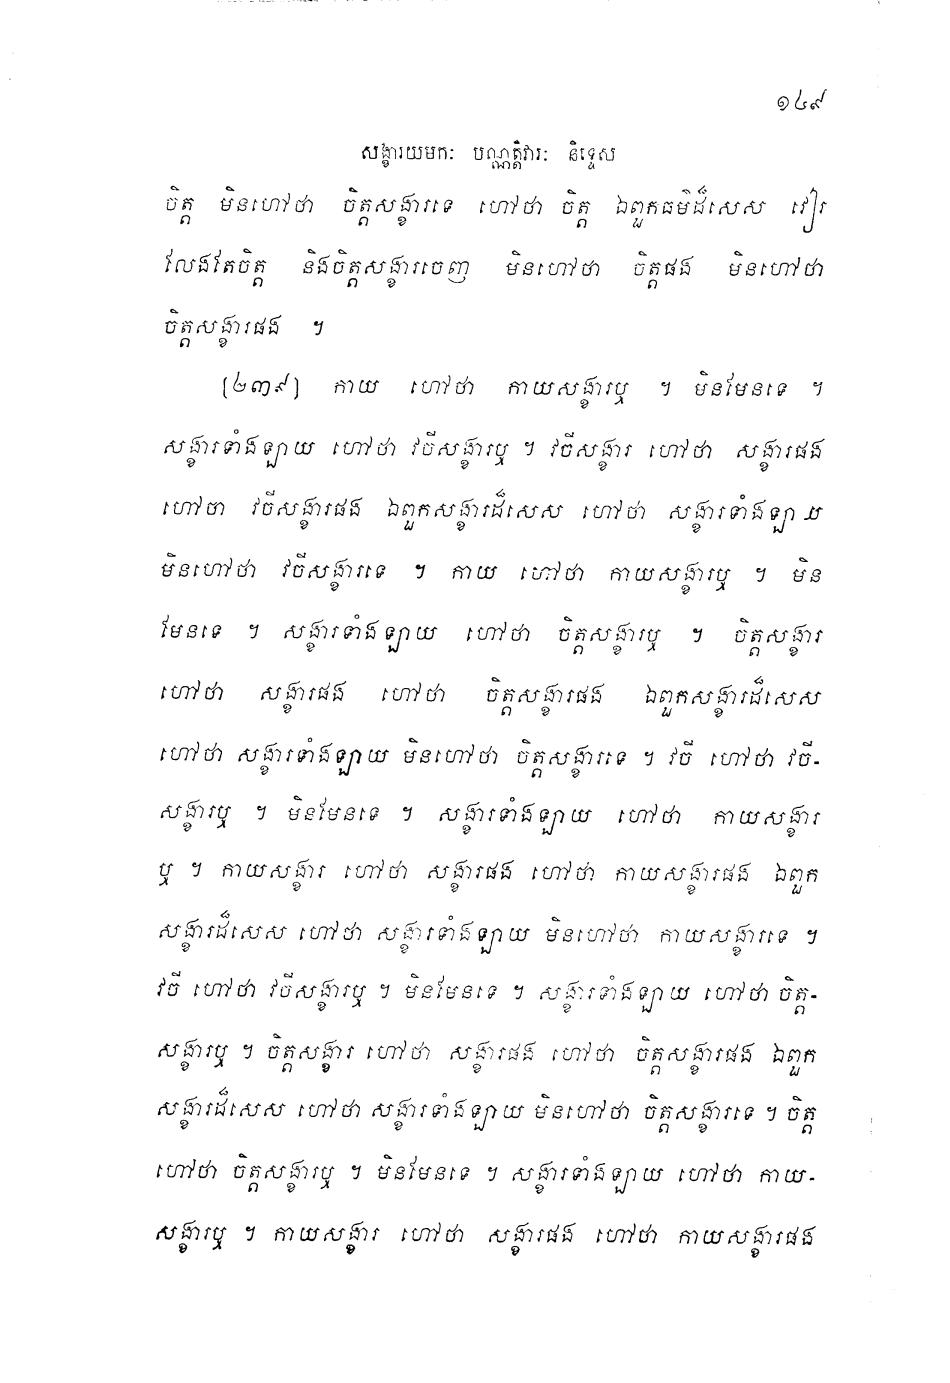 ១៤៩
សង្ខារយមកៈ បណ្ណត្តិវារៈ និទ្ទេស
ចិត្ត មិនហៅថា ចិត្តសង្ខារទេ ហៅថា ចិត្ត ឯពួកធម៌ដ៏សេស វៀរ
លែងតែចិត្ត និងចិត្តសង្ខារចេញ មិនហៅថា ចិត្តផង មិនហៅថា
ចិត្តសង្ខារផង ។
[២៣៩] កាយ ហៅថា កាយសង្ខារឬ ។ មិនមែនទេ ។
សង្ខារទាំងឡាយ ហៅថា វចីសង្ខារឬ ។ វចីសង្ខារ ហៅថា សង្ខារផង
ហៅថា វចីសង្ខារផង ឯពួកសង្ខារដ៏សេស ហៅថា សង្ខារទាំងឡាយ
មិនហៅថា វចីសង្ខារទេ ។ កាយ ហៅថា កាយសង្ខារឬ ។ មិន
មែនទេ ។ សង្ខារទាំងឡាយ ហៅថា ចិត្តសង្ខារឬ ។ ចិត្តសង្ខារ
ហៅថា សង្ខារផង ហៅថា ចិត្តសង្ខារផង ឯពួកសង្ខារដ៏សេស
ហៅថា សង្ខារទាំងឡាយ មិនហៅថា ចិត្តសង្ខារទេ ។ វចី ហៅថា វចី-
សង្ខារឬ ។ មិនមែនទេ ។ សង្ខារទាំងឡាយ ហៅថា កាយសង្ខារ
ឬ ។ កាយសង្ខារ ហៅថា សង្ខារផង ហៅថា កាយសង្ខារផង ឯពួក
សង្ខារដ៏សេស ហៅថា សង្ខារទាំងឡាយ មិនហៅថា កាយសង្ខារទេ ។
វចី ហៅថា វចីសង្ខារឬ ។ មិនមែនទេ ។ សង្ខារទាំងឡាយ ហៅថា ចិត្ត-
សង្ខារឬ ។ ចិត្តសង្ខារ ហៅថា សង្ខារផង ហៅថា ចិត្តសង្ខារផង ឯពួក
សង្ខារដ៏សេស ហៅថា សង្ខារទាំងឡាយ មិនហៅថា ចិត្តសង្ខារទេ ។ ចិត្ត
ហៅថា ចិត្តសង្ខារឬ ។ មិនមែនទេ ។ សង្ខារទាំងឡាយ ហៅថា កាយ-
សង្ខារឬ ។ កាយសង្ខារ ហៅថា សង្ខារផង ហៅថា កាយសង្ខារផង